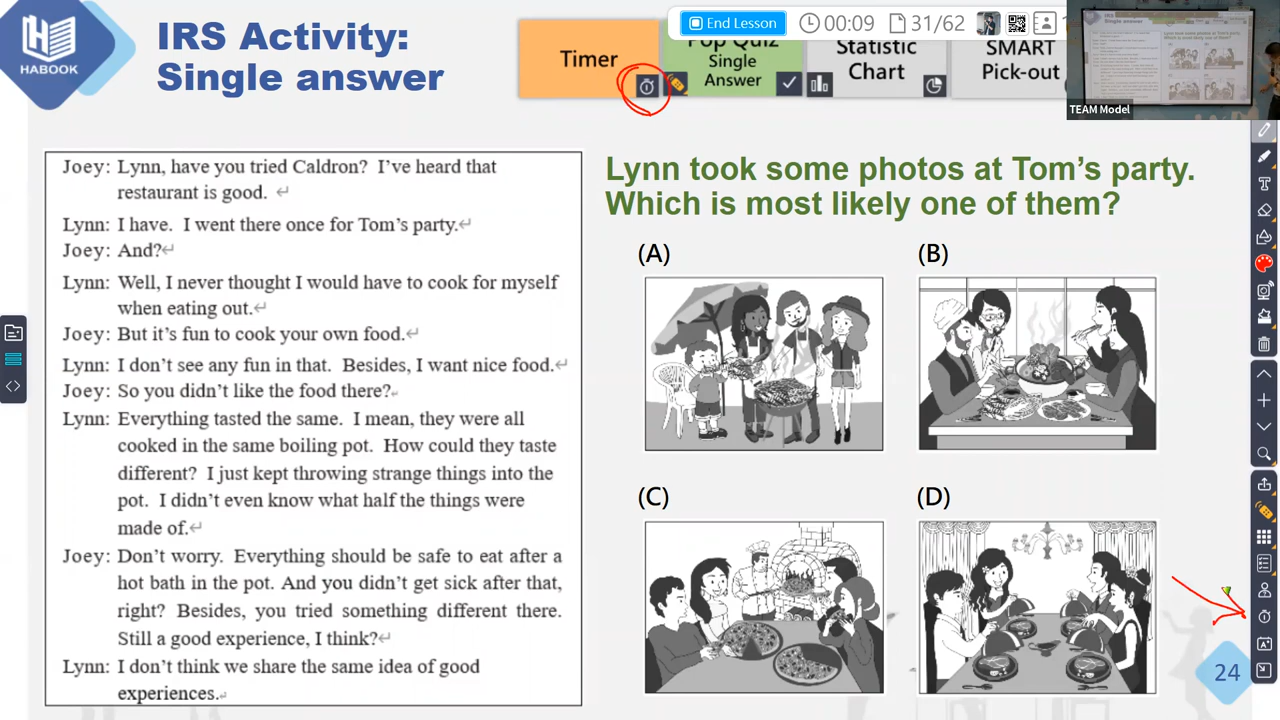 HABOOK
IRS Activity:
Single answer
Timer
Pop Quiz
Single
Answer
Statistic
Chart
SMART
Pick-out
End Lesson
00:09
31/62
TEAM Model
Joey: Lynn, have you tried Caldron? I've heard that
restaurant is good.
Lynn: I have. I went there once for Tom's party.
Joey: And?
Lynn: Well, I never thought I would have to cook for myself
when eating out.
Joey: But it's fun to cook your own food.
Lynn: I don't see any fun in that. Besides, I want nice food.
Joey: So you didn't like the food there?
Lynn: Everything tasted the same. I mean, they were all
cooked in the same boiling pot. How could they taste
different? I just kept throwing strange things into the
pot. I didn't even know what half the things were
made of.
Joey: Don't worry. Everything should be safe to eat after a
hot bath in the pot. And you didn't get sick after that,
right? Besides, you tried something different there.
Still a good experience, I think?
Lynn: I don't think we share the same idea of good
experiences.
Lynn took some photos at Tom's party.
Which is most likely one of them?
(A)
(B)
(C)
(D)
24